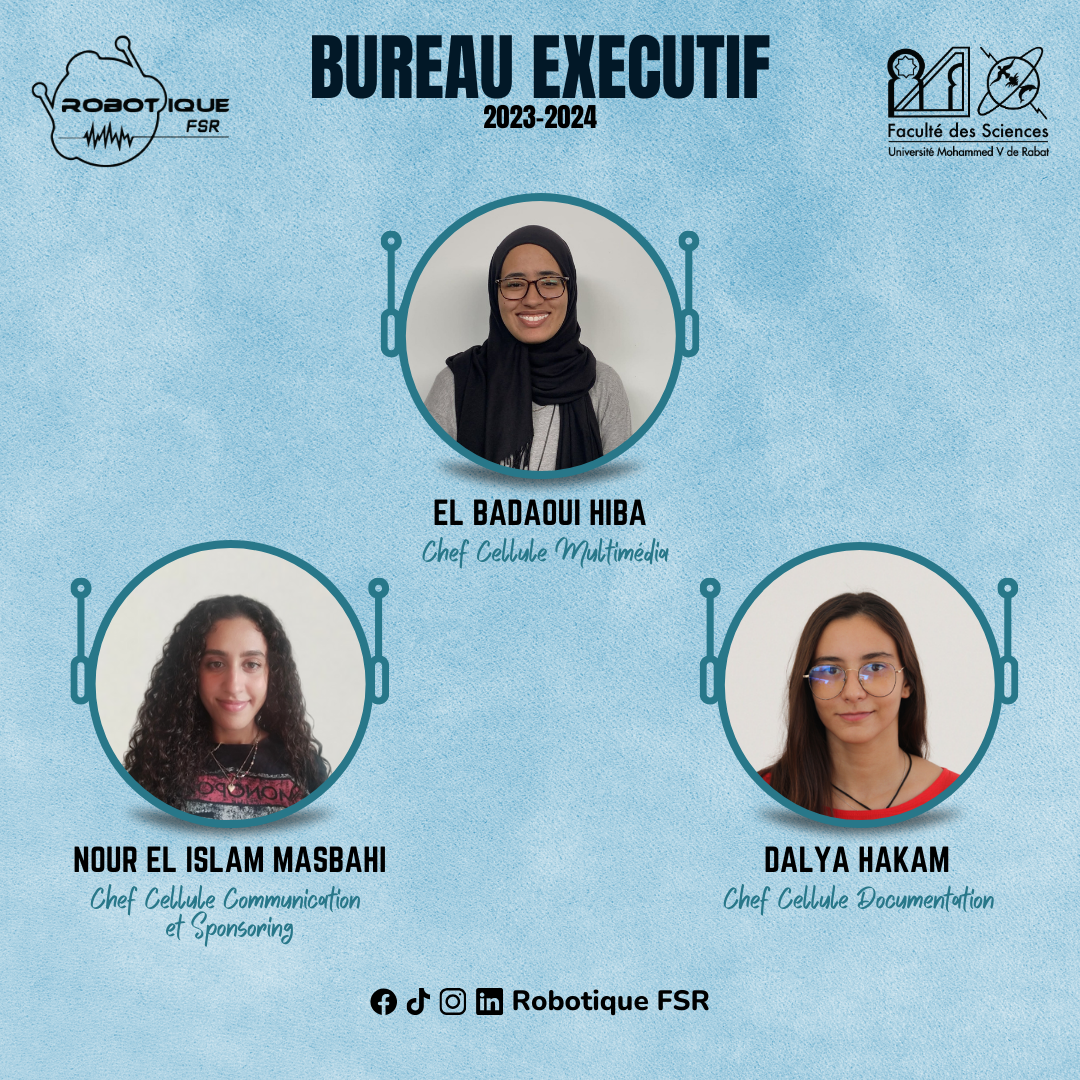 BUREAU EXECUTIF
2023-2024
ROBOTIQUE
FSR
Faculté des Sciences
Université Mohammed V de Rabat
EL BADAOUI HIBA
Chef Cellule Multimédia
NOUR EL ISLAM MASBAHI
Chef Cellule Communication
et Sponsoring
DALYA HAKAM
Chef Cellule Documentation
Robotique FSR